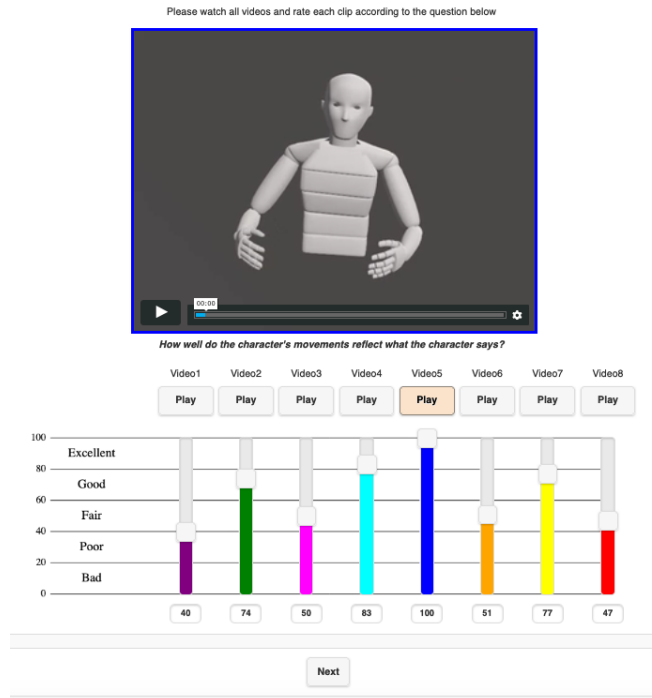 Please watch all videos and rate each clip according to the question below
00:00
How well do the character's movements reflect what the character says?
Video1 Video2 Video3 Video4 Video5 Video6 Video7 Video8
Play Play Play Play Play Play Play Play
100
Excellent
80
Good
60
Fair
40
Poor
20
Bad
0
40 74 50 83 100 51 77 47
Next